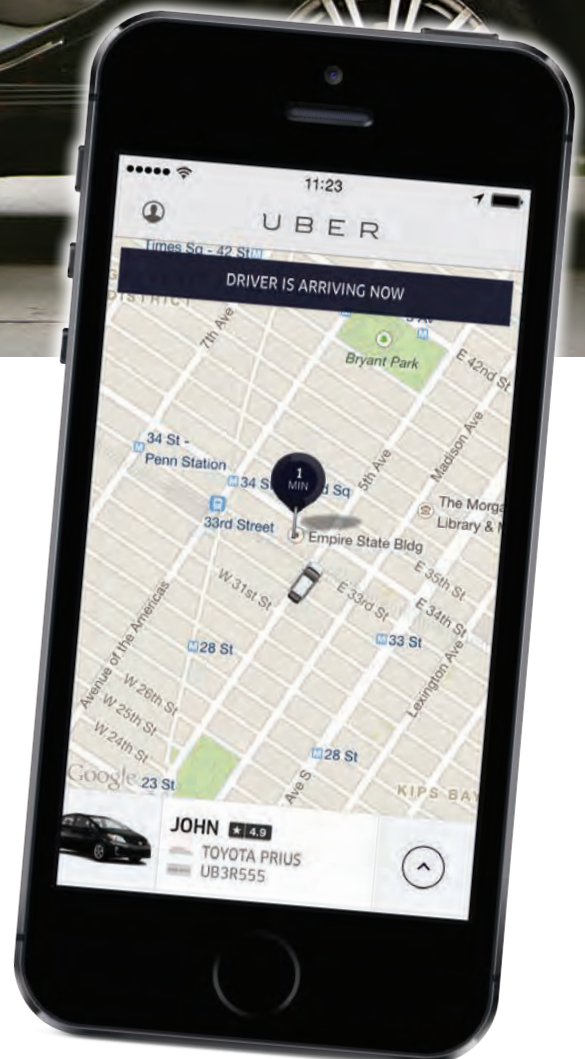 11:23
UBER
Times Sq - 42 St M
DRIVER IS ARRIVING NOW
DISTRICT
7th Ave
Bryant Park
E 42nd St
Madison Ave
5th Ave
34 St -
Penn Station
M 34 S
d Sq
1
MIN
The Morga
Library & M
33rd Street
Empire State Bldg
W 31st St
E 33rd St
E 35th St
E 34th St
Avenue of the Americas
M 28 St
M 33 St
Lexington Ave
W 26th St
W 25th St
W 24th St
Google
23 St
M 28 St
Ave S
KIPS BAY
JOHN ★ 4.9
TOYOTA PRIUS
UB3R555